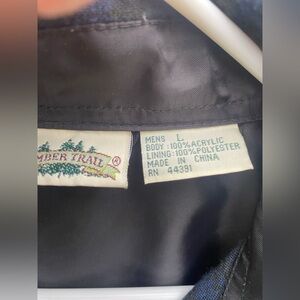 MBER TRAIL ®
MENS L
BODY :100% ACRYLIC
LINING:100% POLYESTER
MADE IN CHINA
RN 44391